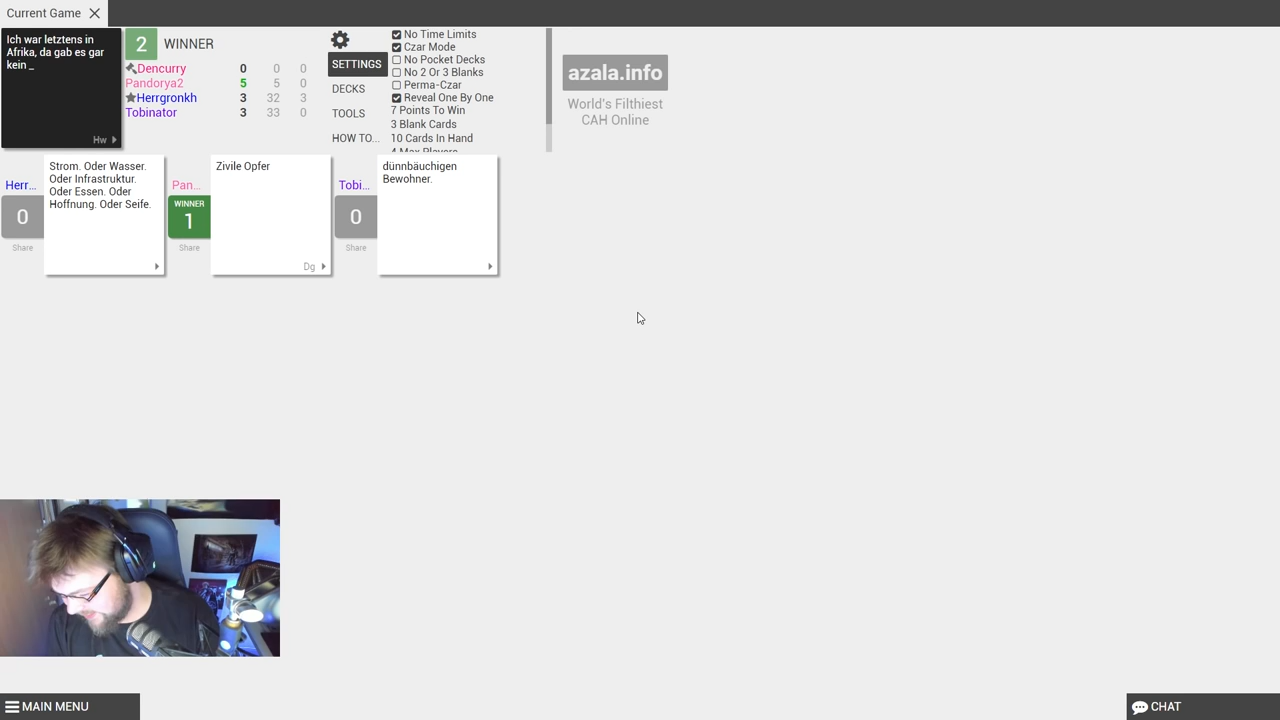 Current Game
Ich war letztens in
Afrika, da gab es gar
kein _
Hw
2 WINNER
Dencurry 0 0 0
Pandorya2 5 5 0
Herrgronkh 3 32 3
Tobinator 3 33 0
SETTINGS
DECKS
TOOLS
HOW TO...
No Time Limits
Czar Mode
No Pocket Decks
No 2 Or 3 Blanks
Perma-Czar
Reveal One By One
7 Points To Win
3 Blank Cards
10 Cards In Hand
4 Max Players
azala.info
World's Filthiest
CAH Online
Herr...
0
Share
Strom. Oder Wasser.
Oder Infrastruktur.
Oder Essen. Oder
Hoffnung. Oder Seife.
Pan...
WINNER
1
Share
Zivile Opfer
Dg
Tobi...
0
Share
dünnbäuchigen
Bewohner.
MAIN MENU
CHAT